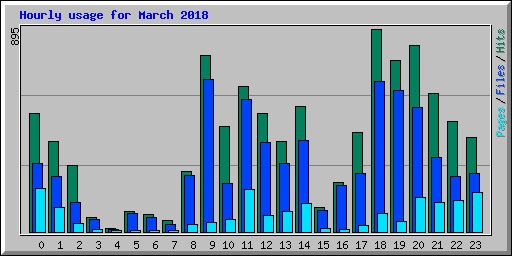 Hourly usage for March 2018
895
Pages/Files/Hits
0 1 2 3 4 5 6 7 8 9 10 11 12 13 14 15 16 17 18 19 20 21 22 23